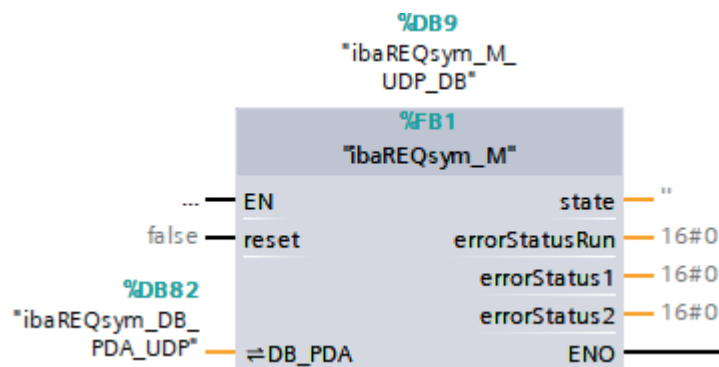 %DB9
"ibaREQsym_M_
UDP_DB"
%FB1
"ibaREQsym_M"
... EN state ''
false reset errorStatusRun 16#0
errorStatus1 16#0
%DB82
errorStatus2 16#0
"ibaREQsym_DB_
PDA_UDP" ⇌DB_PDA ENO